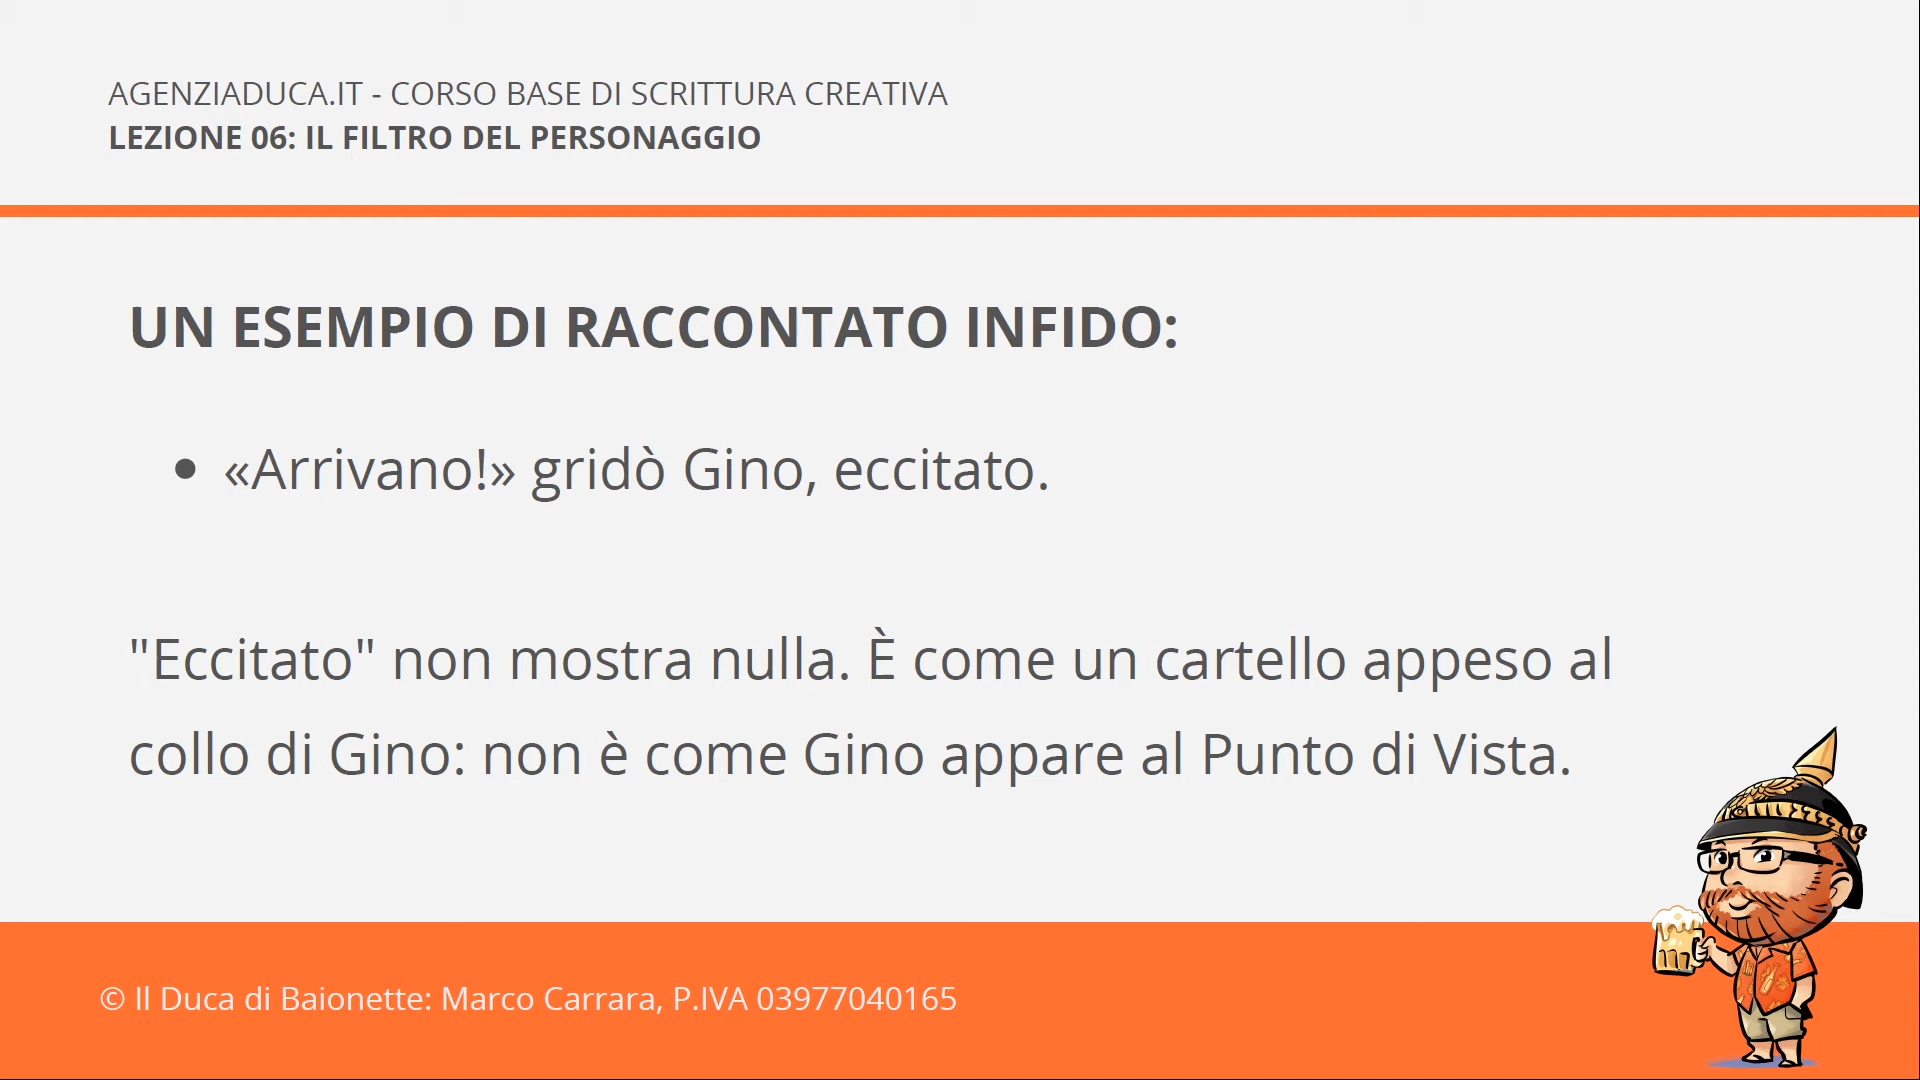 AGENZIADUCA.IT - CORSO BASE DI SCRITTURA CREATIVA
LEZIONE 06: IL FILTRO DEL PERSONAGGIO
UN ESEMPIO DI RACCONTATO INFIDO:
• «Arrivano!» gridò Gino, eccitato.
"Eccitato" non mostra nulla. È come un cartello appeso al
collo di Gino: non è come Gino appare al Punto di Vista.
© Il Duca di Baionette: Marco Carrara, P.IVA 03977040165